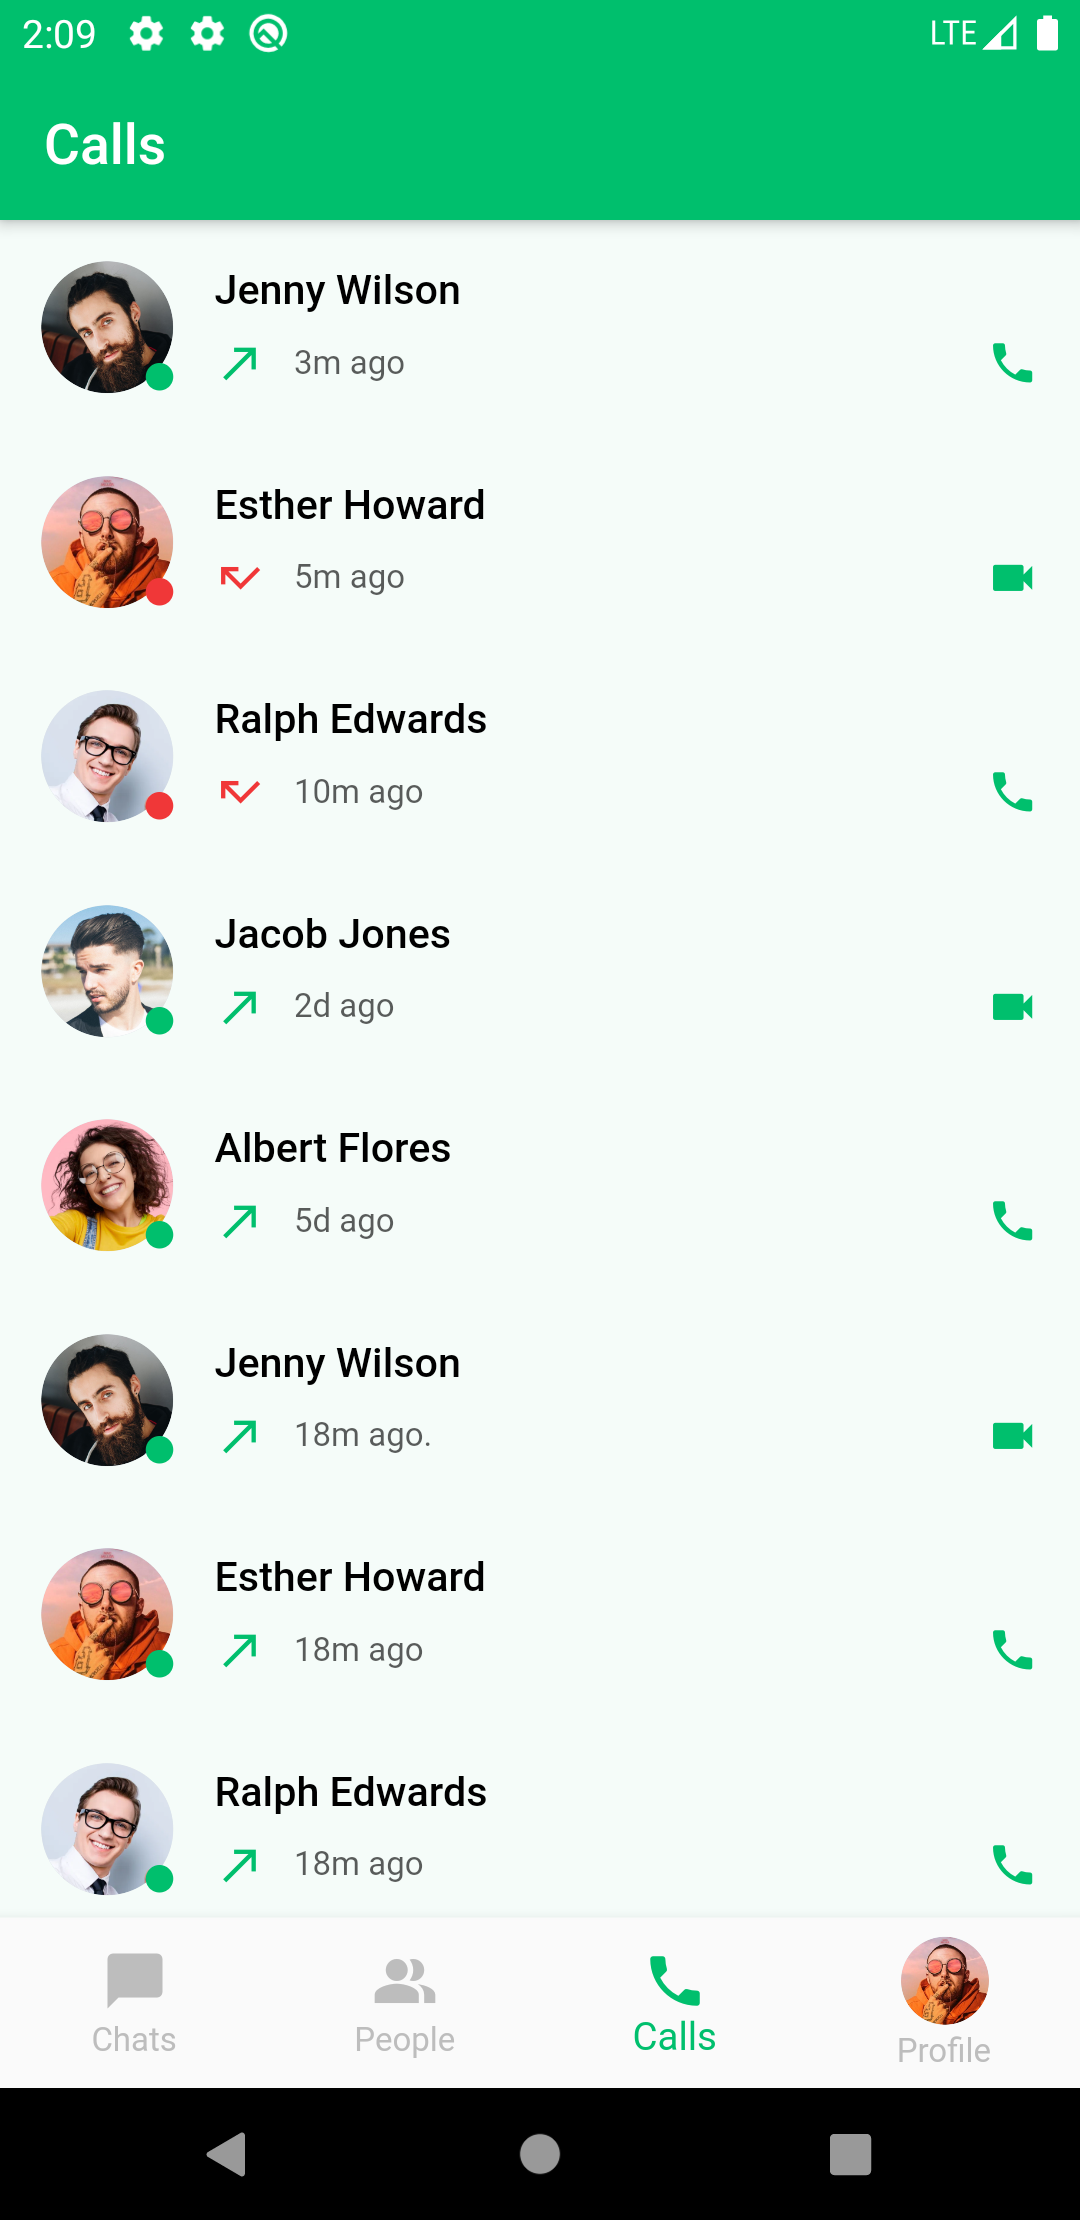 2:09 LTE
Calls
Jenny Wilson
3m ago
Esther Howard
5m ago
Ralph Edwards
10m ago
Jacob Jones
2d ago
Albert Flores
5d ago
Jenny Wilson
18m ago.
Esther Howard
18m ago
Ralph Edwards
18m ago
Chats People Calls Profile